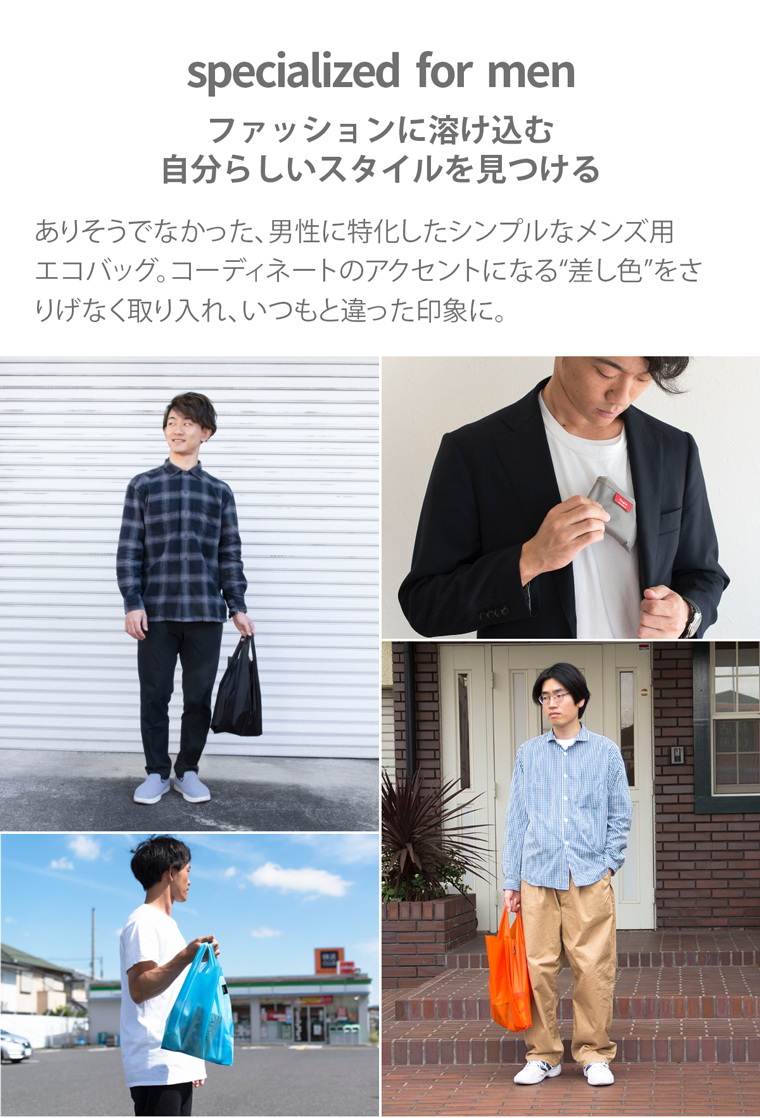 specialized for men
ファッションに溶け込む
自分らしいスタイルを見つける
ありそうでなかった、男性に特化したシンプルなメンズ用
エコバッグ。コーディネートのアクセントになる“差し色”をさ
りげなく取り入れ、いつもと違った印象に。